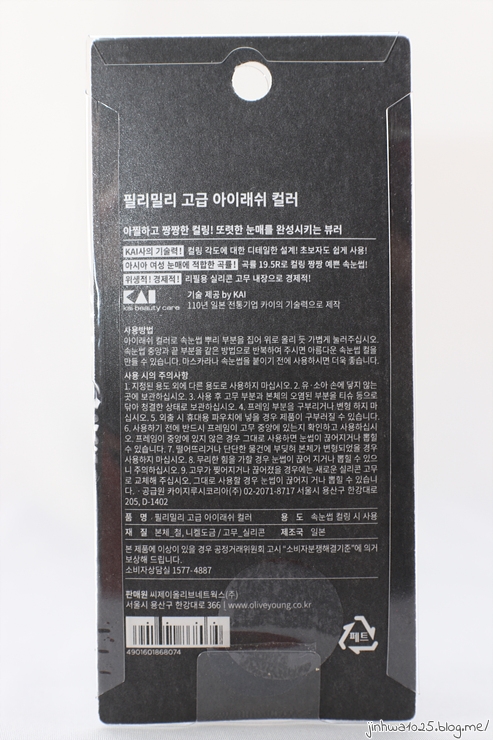 필리밀리 고급 아이래쉬 컬러
아찔하고 짱짱한 컬링! 또렷한 눈매를 완성시키는 뷰러
KAI사의 기술력! 컬링 각도에 대한 디테일한 설계! 초보자도 쉽게 사용!
아시아 여성 눈매에 적합한 곡률! 곡률 19.5R로 컬링 짱짱 예쁜 속눈썹!
위생적! 경제적! 리필용 실리콘 고무 내장으로 경제적!
KAI 기술 제공 by KAI
kai beauty care 110년 일본 전통기업 카이의 기술력으로 제작
사용방법
아이래쉬 컬러로 속눈썹 뿌리 부분을 집어 위로 올리 듯 가볍게 눌러주십시오.
속눈썹 중앙과 끝 부분을 같은 방법으로 반복하여 주시면 아름다운 속눈썹 컬을
만들 수 있습니다. 마스카라나 속눈썹을 붙이기 전에 사용하시면 더욱 좋습니다.
사용 시의 주의사항
1. 지정된 용도 외에 다른 용도로 사용하지 마십시오. 2. 유·소아 손에 닿지 않는
곳에 보관하십시오. 3. 사용 후 고무 부분과 본체의 오염된 부분을 티슈 등으로
닦아 청결한 상태로 보관하십시오. 4. 프레임 부분을 구부리거나 변형 하지 마
십시오. 5. 외출 시 휴대용 파우치에 넣을 경우 제품이 구부러질 수 있습니다.
6. 사용하기 전에 반드시 프레임이 고무 중앙에 있는지 확인하고 사용하십시
오. 프레임이 중앙에 있지 않은 경우 그대로 사용하면 눈썹이 끊어지거나 뽑힐
수 있습니다. 7. 떨어뜨리거나 단단한 물건에 부딪혀 본체가 변형되었을 경우
사용하지 마십시오. 8. 무리한 힘을 가할 경우 눈썹이 끊어 지거나 뽑힐 수 있으
니 주의하십시오. 9. 고무가 찢어지거나 끊어졌을 경우에는 새로운 실리콘 고무
로 교체해 주십시오. 그대로 사용할 경우 눈썹이 끊어지거나 뽑힐 수 있습니
다. · 공급원 카이지루시코리아(주) 02-2071-8717 서울시 용산구 한강대로
205, D-1402
품 명 · 필리밀리 고급 아이래쉬 컬러 용 도 속눈썹 컬링 시 사용
재 질 · 본체_철, 니켈도금 / 고무_실리콘 제조국 일본
본 제품에 이상이 있을 경우 공정거래위원회 고시 "소비자분쟁해결기준"에 의거
보상해 드립니다.
소비자상담실 1577-4887
판매원 씨제이올리브네트웍스(주)
서울시 용산구 한강대로 366 | www.oliveyoung.co.kr
4901601868074
페트
jinhwa1025.blog.me/